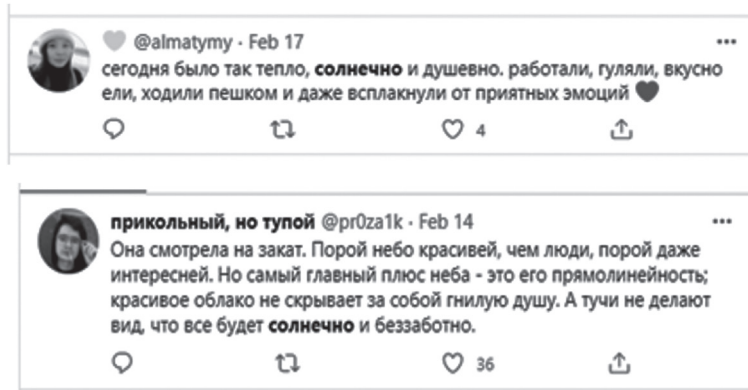 🤍 @almatymy · Feb 17 ...
сегодня было так тепло, солнечно и душевно. работали, гуляли, вкусно
ели, ходили пешком и даже всплакнули от приятных эмоций 🖤
4
прикольный, но тупой @pr0za1k · Feb 14 ...
Она смотрела на закат. Порой небо красивей, чем люди, порой даже
интересней. Но самый главный плюс неба - это его прямолинейность;
красивое облако не скрывает за собой гнилую душу. А тучи не делают
вид, что все будет солнечно и беззаботно.
36